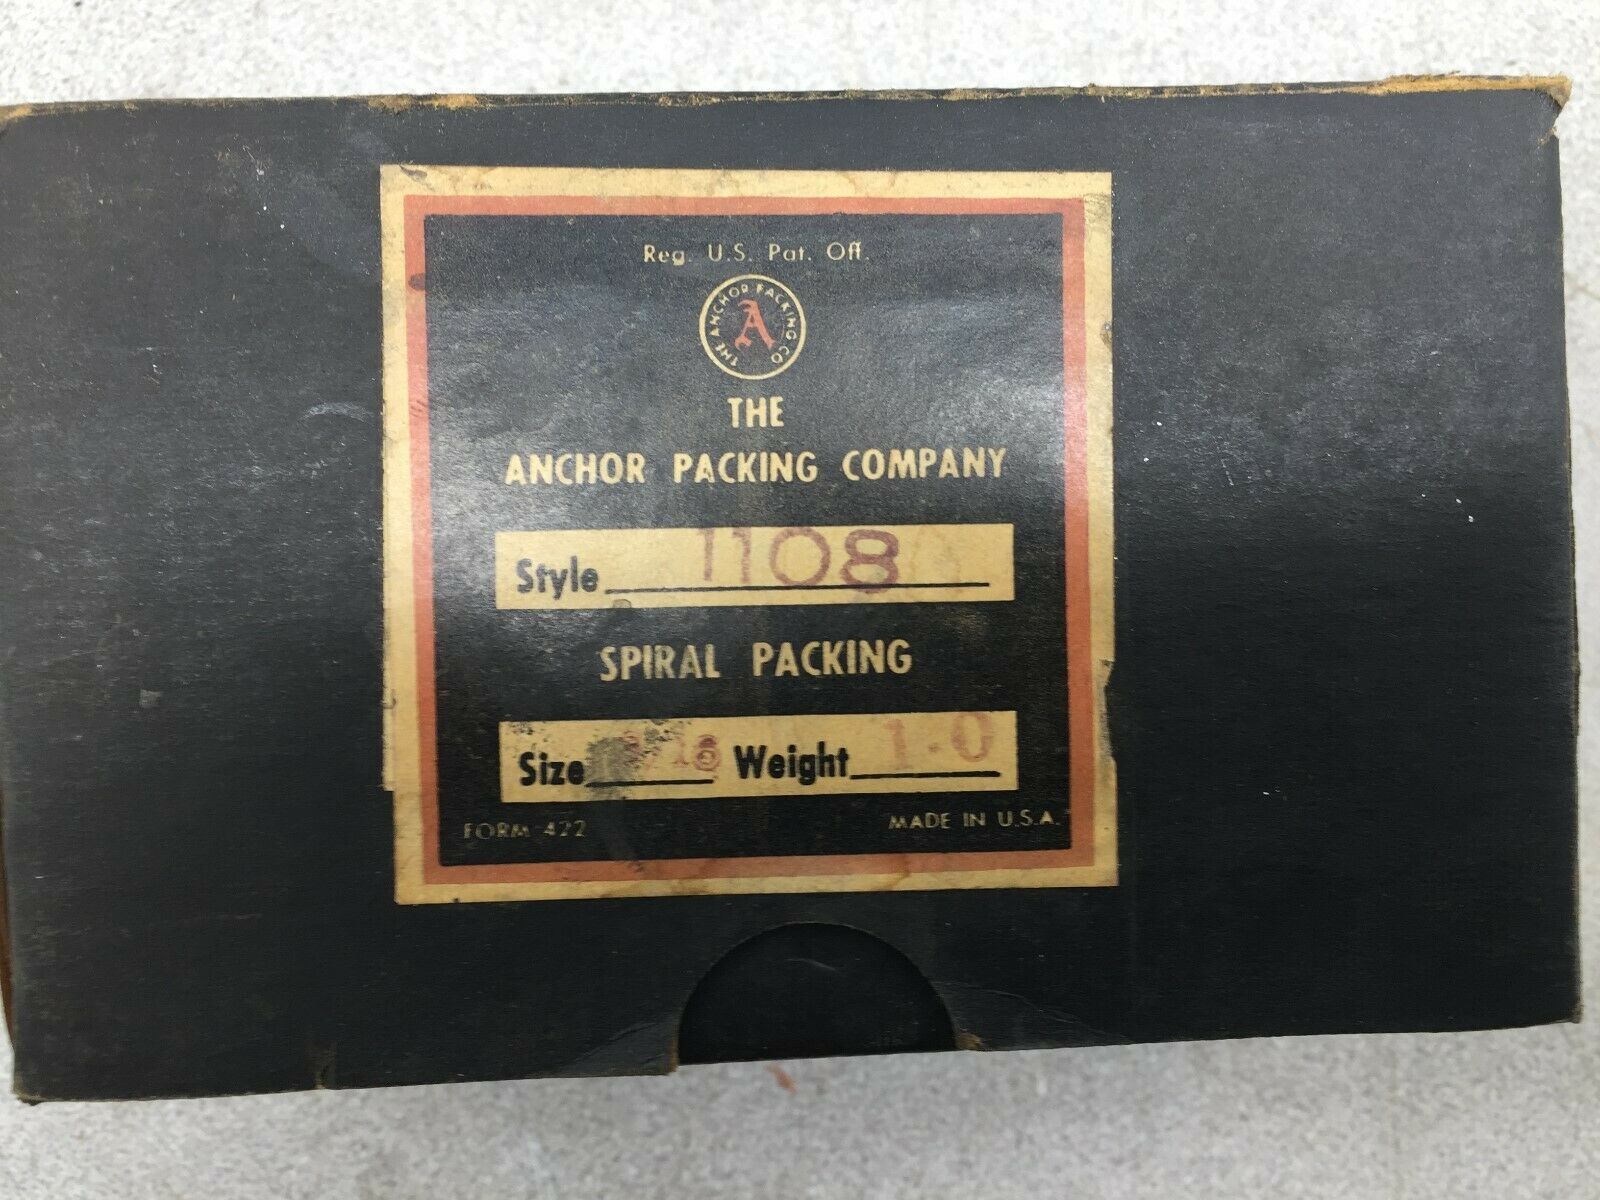 Reg. U.S. Pat. Off.
THE ANCHOR PACKING CO
A
THE
ANCHOR PACKING COMPANY
Style 1108
SPIRAL PACKING
Size Weight 1-0
FORM 422 MADE IN U.S.A.